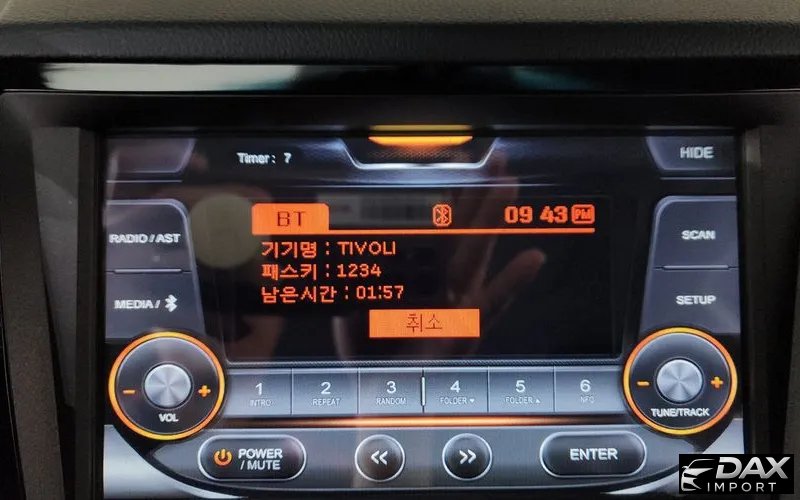 Timer : 7
HIDE
BT
09 43 PM
RADIO / AST
SCAN
기기명 : TIVOLI
패스키 : 1234
남은시간 : 01:57
MEDIA /
SETUP
취소
1 2 3 4 5 6
INTRO REPEAT RANDOM FOLDER ▼ FOLDER ▲ INFO
− + VOL
− + TUNE/TRACK
POWER
/ MUTE
<< >>
ENTER
DAX
IMPORT